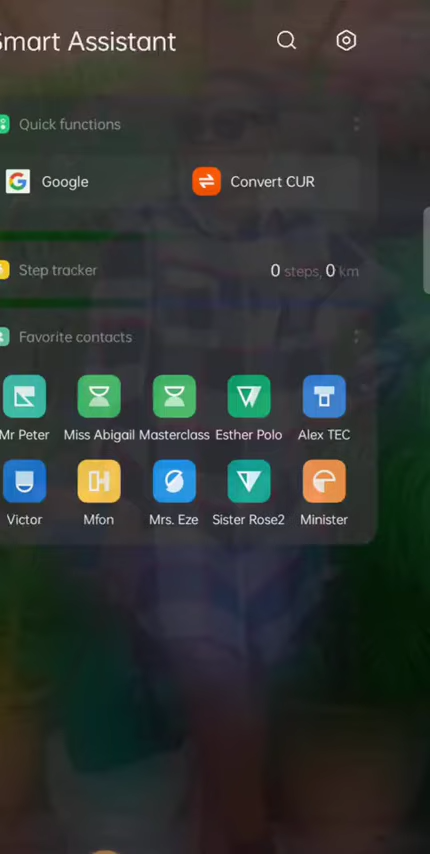 Smart Assistant
Quick functions
Google
Convert CUR
Step tracker
0 steps, 0 km
Favorite contacts
Mr Peter
Miss Abigail
Masterclass
Esther Polo
Alex TEC
Victor
Mfon
Mrs. Eze
Sister Rose2
Minister